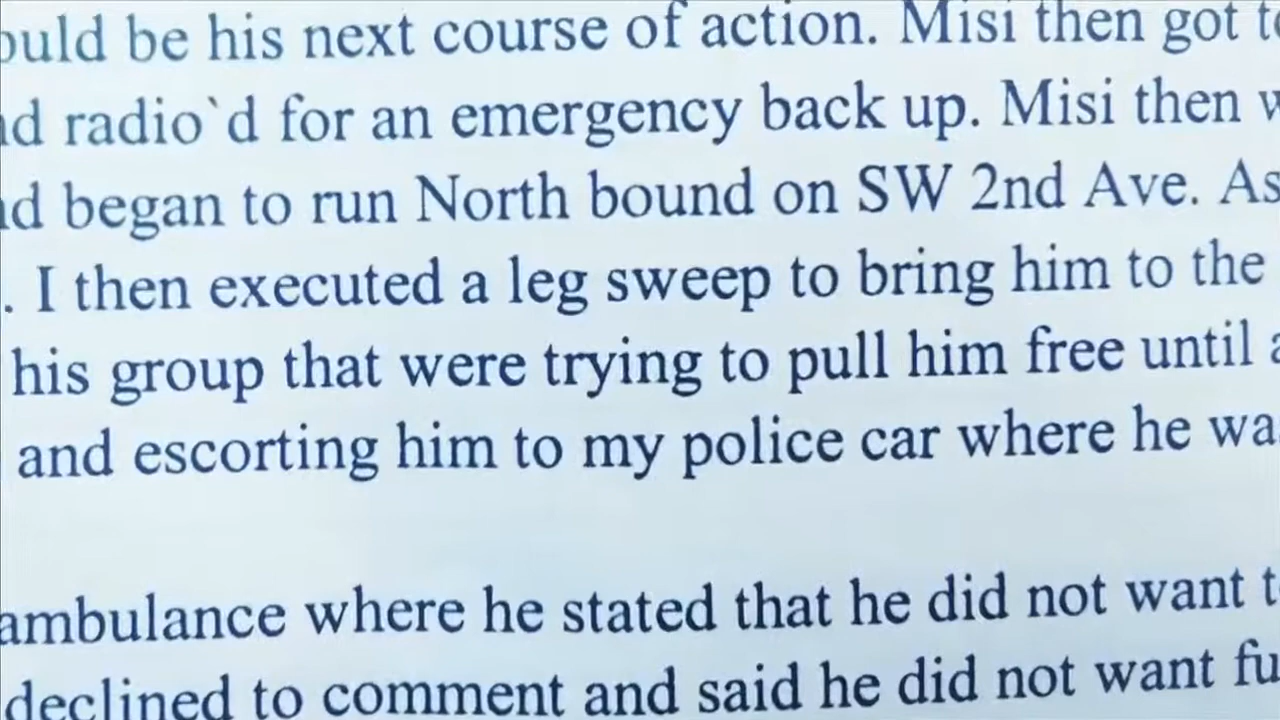 ould be his next course of action. Misi then got to
nd radio`d for an emergency back up. Misi then w
nd began to run North bound on SW 2nd Ave. As
. I then executed a leg sweep to bring him to the
his group that were trying to pull him free until a
and escorting him to my police car where he wa
ambulance where he stated that he did not want t
declined to comment and said he did not want fu